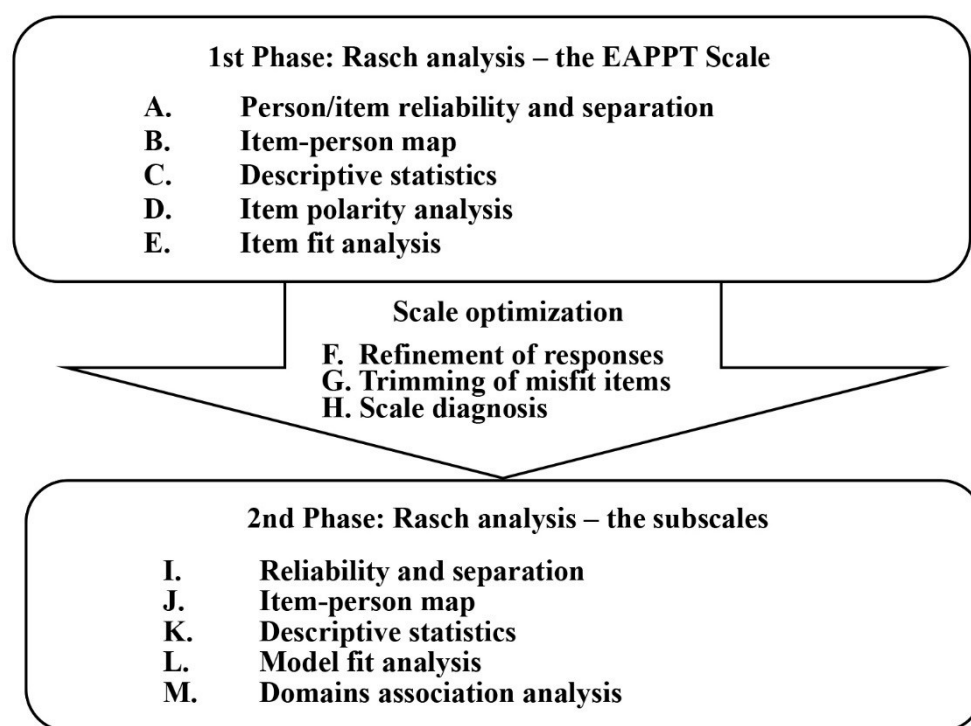 1st Phase: Rasch analysis – the EAPPT Scale
A. Person/item reliability and separation
B. Item-person map
C. Descriptive statistics
D. Item polarity analysis
E. Item fit analysis
Scale optimization
F. Refinement of responses
G. Trimming of misfit items
H. Scale diagnosis
2nd Phase: Rasch analysis – the subscales
I. Reliability and separation
J. Item-person map
K. Descriptive statistics
L. Model fit analysis
M. Domains association analysis